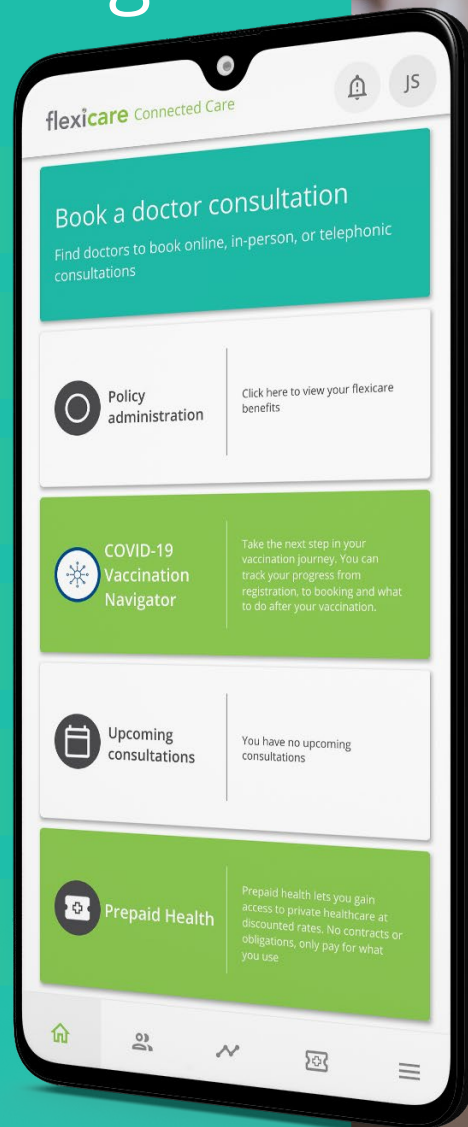 g
flexicare Connected Care
JS
Book a doctor consultation
Find doctors to book online, in-person, or telephonic
consultations
Policy
administration
Click here to view your flexicare
benefits
COVID-19
Vaccination
Navigator
Take the next step in your
vaccination journey. You can
track your progress from
registration, to booking and what
to do after your vaccination.
Upcoming
consultations
You have no upcoming
consultations
Prepaid Health
Prepaid health lets you gain
access to private healthcare at
discounted rates. No contracts or
obligations, only pay for what
you use